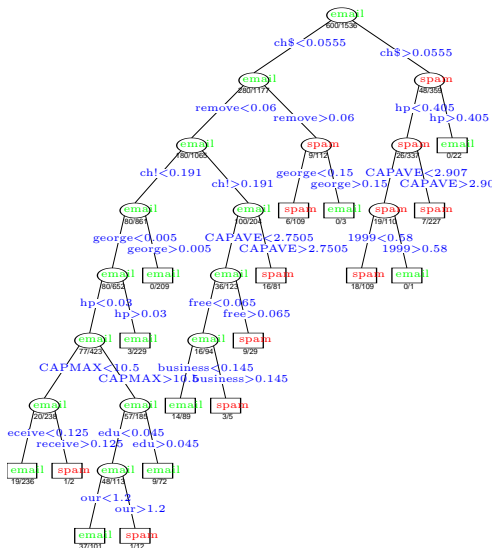 email
600/1536
ch$<0.0555
ch$>0.0555
email
280/1177
spam
48/359
remove<0.06
remove>0.06
hp<0.405
hp>0.405
email
180/1065
spam
9/112
spam
26/337
email
0/22
ch!<0.191
ch!>0.191
george<0.15
george>0.15
CAPAVE<2.907
CAPAVE>2.90
email
80/861
email
100/204
spam
6/109
email
0/3
spam
19/110
spam
7/227
george<0.005
george>0.005
CAPAVE<2.7505
CAPAVE>2.7505
1999<0.58
1999>0.58
email
80/652
email
0/209
email
36/123
spam
16/81
spam
18/109
email
0/1
hp<0.03
hp>0.03
free<0.065
free>0.065
email
77/423
email
3/229
email
16/94
spam
9/29
CAPMAX<10.5
CAPMAX>10.5
business<0.145
business>0.145
email
20/238
email
57/185
email
14/89
spam
3/5
eceive<0.125
receive>0.125
edu<0.045
edu>0.045
email
19/236
spam
1/2
email
48/113
email
9/72
our<1.2
our>1.2
email
37/101
spam
1/12